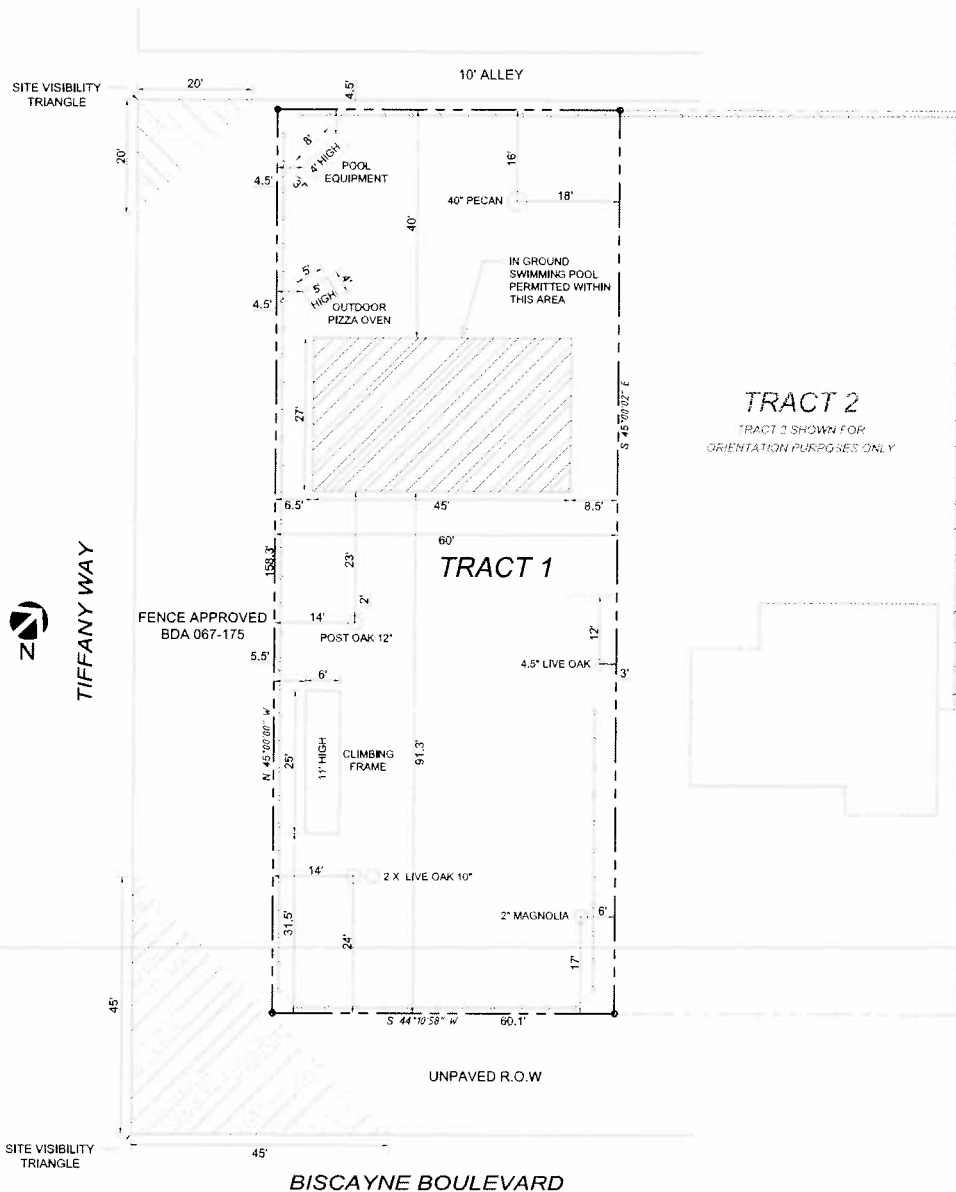 10' ALLEY
SITE VISIBILITY
TRIANGLE
20'
4.5'
20'
8'
4' HIGH
3'
POOL
EQUIPMENT
4.5'
16'
40" PECAN
18'
40'
5'
4'
5'
HIGH
OUTDOOR
PIZZA OVEN
4.5'
IN GROUND
SWIMMING POOL
PERMITTED WITHIN
THIS AREA
S 45°00'02" E
27'
TRACT 2
TRACT 2 SHOWN FOR
ORIENTATION PURPOSES ONLY
6.5'
45'
8.5'
60'
158.3'
23'
TRACT 1
TIFFANY WAY
N
FENCE APPROVED
BDA 067-175
14'
2'
POST OAK 12"
12'
5.5'
4.5" LIVE OAK
3'
6'
N 45°00'00" W
25'
11' HIGH
CLIMBING
FRAME
91.3'
14'
2 X LIVE OAK 10"
2" MAGNOLIA
6'
31.5'
24'
17'
45'
S 44°10'58" W
60.1'
UNPAVED R.O.W
SITE VISIBILITY
TRIANGLE
45'
BISCAYNE BOULEVARD